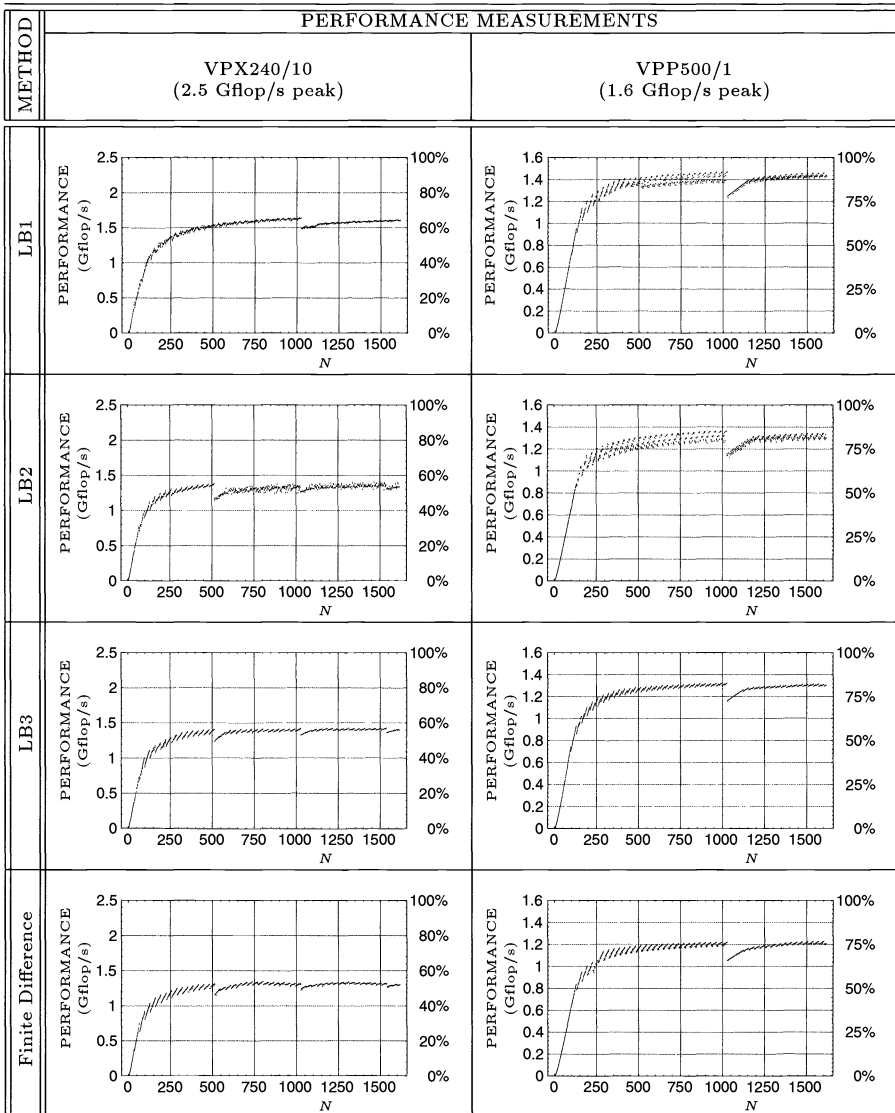 METHOD
PERFORMANCE MEASUREMENTS
VPX240/10
(2.5 Gflop/s peak)
VPP500/1
(1.6 Gflop/s peak)
LB1
PERFORMANCE
(Gflop/s)
2.5
2
1.5
1
0.5
0
100%
80%
60%
40%
20%
0%
0 250 500 750 1000 1250 1500
N
PERFORMANCE
(Gflop/s)
1.6
1.4
1.2
1
0.8
0.6
0.4
0.2
0
100%
75%
50%
25%
0%
0 250 500 750 1000 1250 1500
N
LB2
PERFORMANCE
(Gflop/s)
2.5
2
1.5
1
0.5
0
100%
80%
60%
40%
20%
0%
0 250 500 750 1000 1250 1500
N
PERFORMANCE
(Gflop/s)
1.6
1.4
1.2
1
0.8
0.6
0.4
0.2
0
100%
75%
50%
25%
0%
0 250 500 750 1000 1250 1500
N
LB3
PERFORMANCE
(Gflop/s)
2.5
2
1.5
1
0.5
0
100%
80%
60%
40%
20%
0%
0 250 500 750 1000 1250 1500
N
PERFORMANCE
(Gflop/s)
1.6
1.4
1.2
1
0.8
0.6
0.4
0.2
0
100%
75%
50%
25%
0%
0 250 500 750 1000 1250 1500
N
Finite Difference
PERFORMANCE
(Gflop/s)
2.5
2
1.5
1
0.5
0
100%
80%
60%
40%
20%
0%
0 250 500 750 1000 1250 1500
N
PERFORMANCE
(Gflop/s)
1.6
1.4
1.2
1
0.8
0.6
0.4
0.2
0
100%
75%
50%
25%
0%
0 250 500 750 1000 1250 1500
N